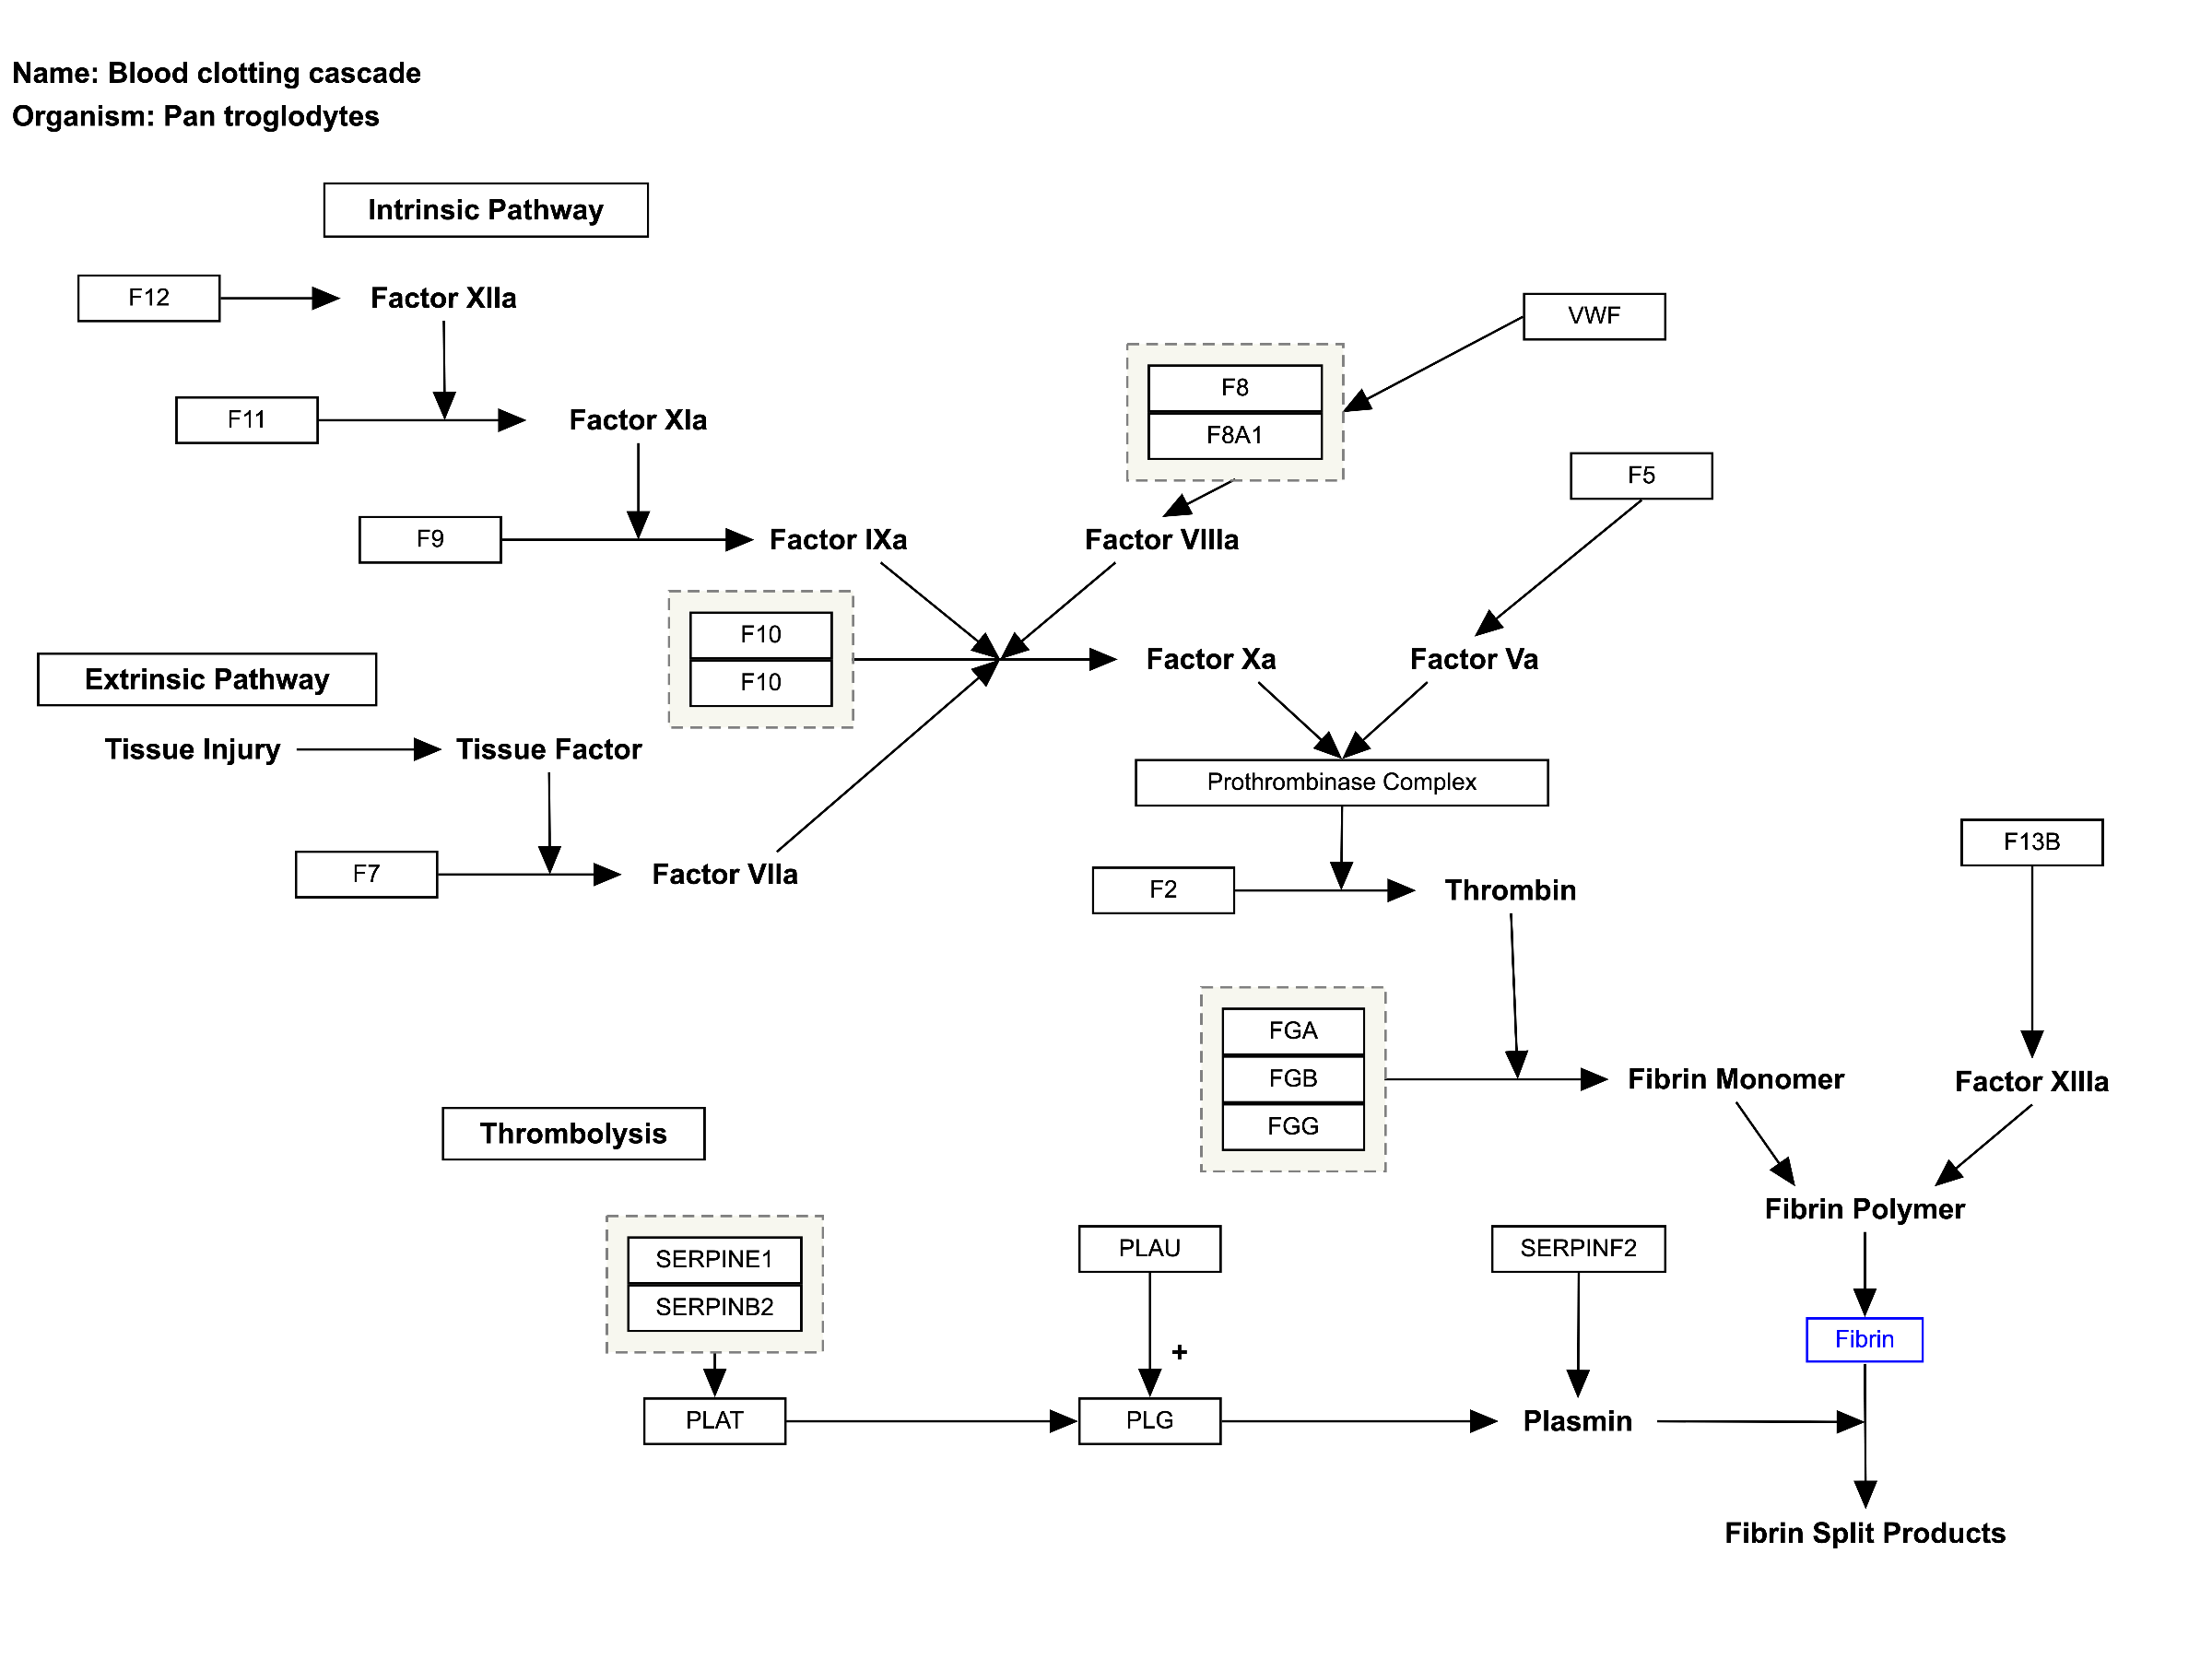 Name: Blood clotting cascade
Organism: Pan troglodytes
Intrinsic Pathway
F12
Factor XIIa
VWF
F8
F11
Factor XIa
F8A1
F5
F9
Factor IXa
Factor VIIIa
F10
Extrinsic Pathway
F10
Factor Xa
Factor Va
Tissue Injury
Tissue Factor
Prothrombinase Complex
F13B
F7
Factor VIIa
F2
Thrombin
FGA
FGB
Fibrin Monomer
Factor XIIIa
FGG
Thrombolysis
Fibrin Polymer
SERPINE1
PLAU
SERPINF2
SERPINB2
Fibrin
+
PLAT
PLG
Plasmin
Fibrin Split Products